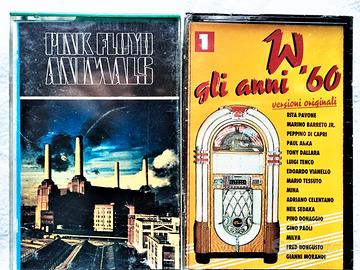 PINK FLOYD
ANIMALS
1
W
gli anni '60
versioni originali
RITA PAVONE
MARINO BARRETO JR.
PEPPINO DI CAPRI
PAUL ANKA
TONY DALLARA
LUIGI TENCO
EDOARDO VIANELLO
MARIO TESSUTO
MINA
ADRIANO CELENTANO
NEIL SEDAKA
PINO DONAGGIO
GINO PAOLI
MILVA
FRED BONGUSTO
GIANNI MORANDI